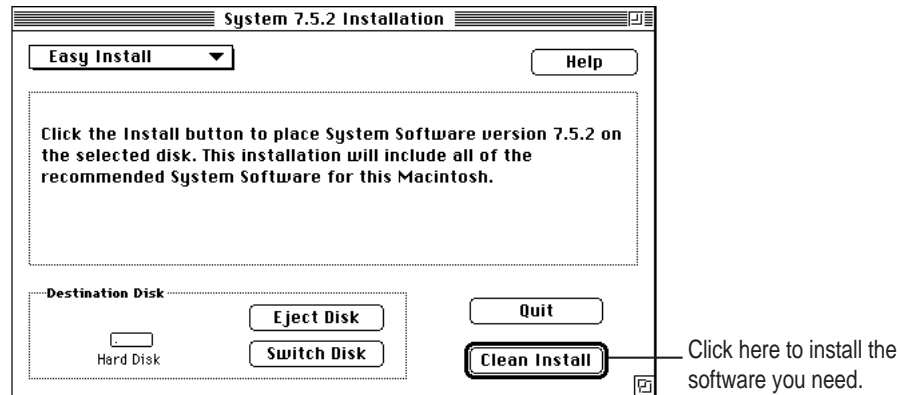 System 7.5.2 Installation
Easy Install
Help
Click the Install button to place System Software version 7.5.2 on
the selected disk. This installation will include all of the
recommended System Software for this Macintosh.
Destination Disk
Eject Disk
Quit
Hard Disk
Switch Disk
Clean Install
Click here to install the
software you need.